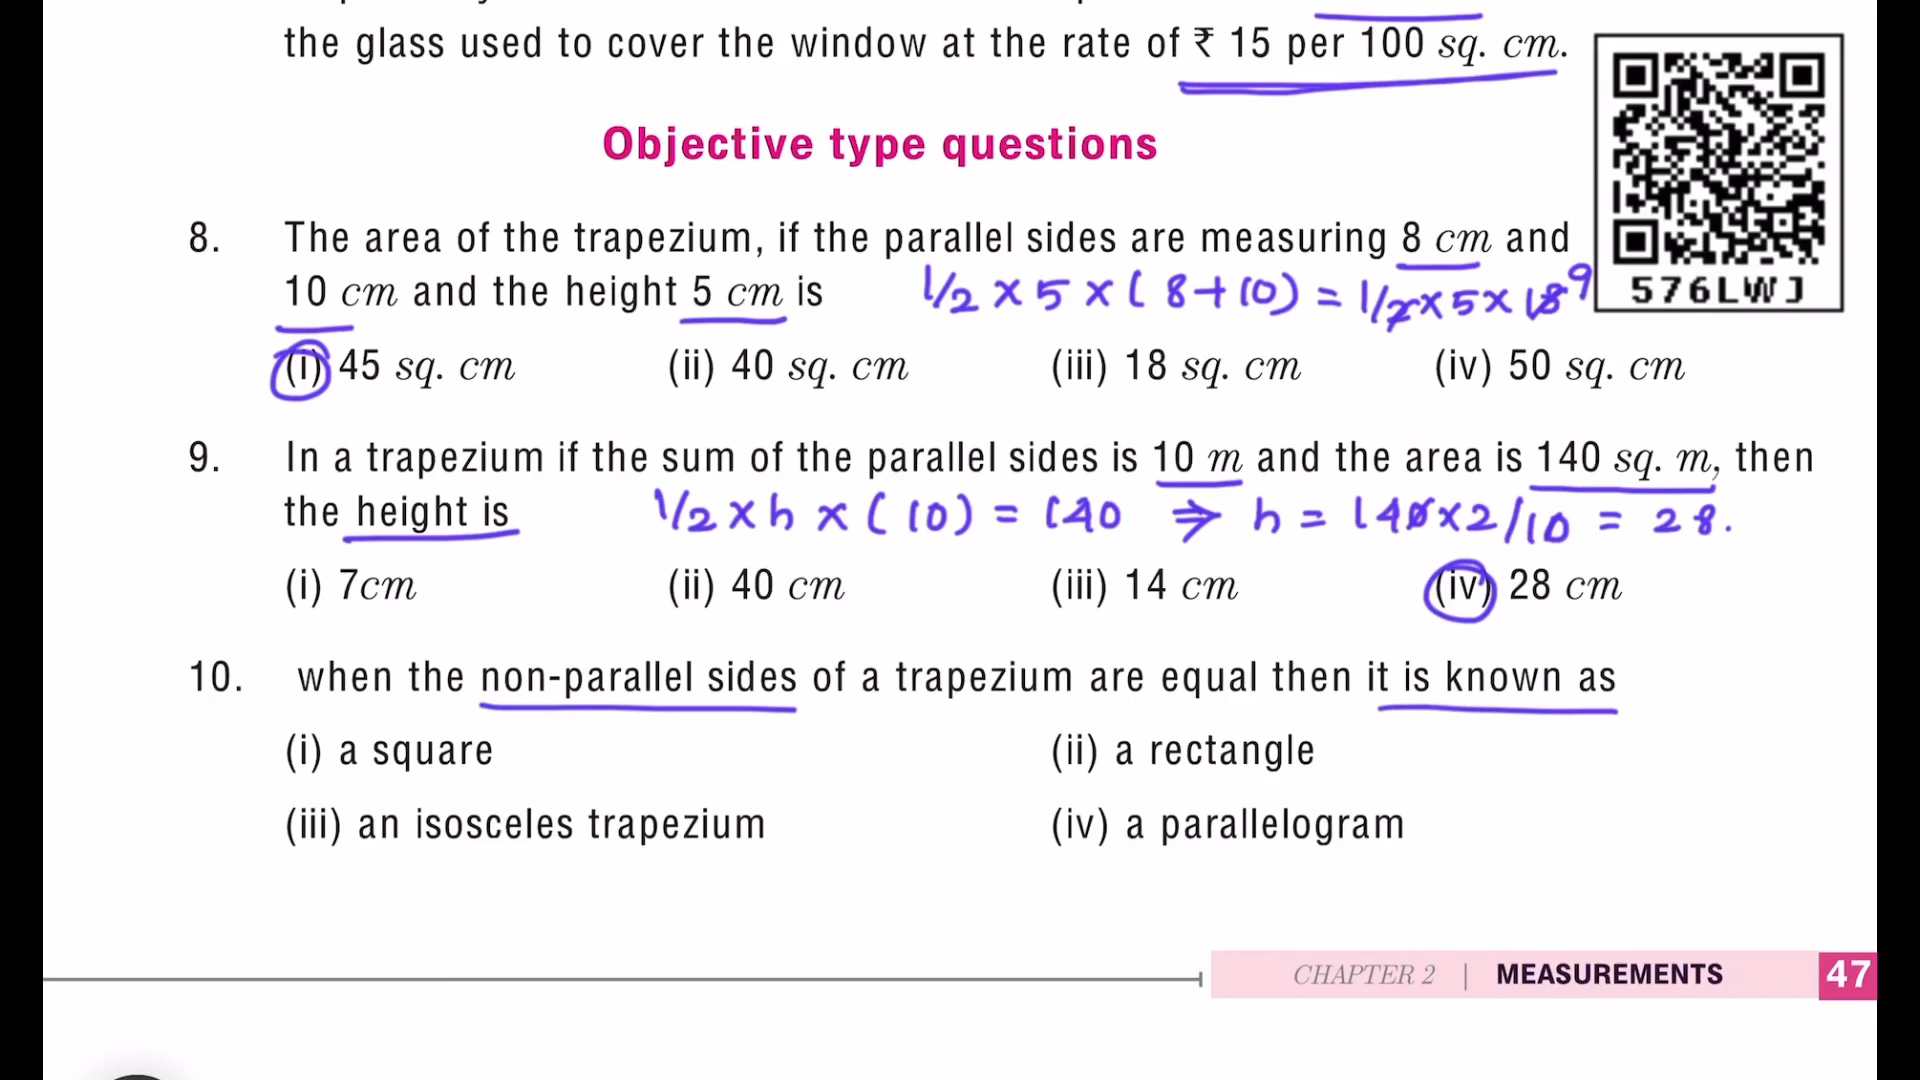 the glass used to cover the window at the rate of ₹ 15 per 100 sq. cm.
Objective type questions
576LWJ
8. The area of the trapezium, if the parallel sides are measuring 8 cm and
10 cm and the height 5 cm is 1/2 × 5 × (8+10) = 1/2 × 5 × 18 9
(i) 45 sq. cm (ii) 40 sq. cm (iii) 18 sq. cm (iv) 50 sq. cm
9. In a trapezium if the sum of the parallel sides is 10 m and the area is 140 sq. m, then
the height is 1/2 × h × (10) = 140 ⇒ h = 140×2/10 = 28.
(i) 7cm (ii) 40 cm (iii) 14 cm (iv) 28 cm
10. when the non-parallel sides of a trapezium are equal then it is known as
(i) a square (ii) a rectangle
(iii) an isosceles trapezium (iv) a parallelogram
CHAPTER 2 | MEASUREMENTS 47